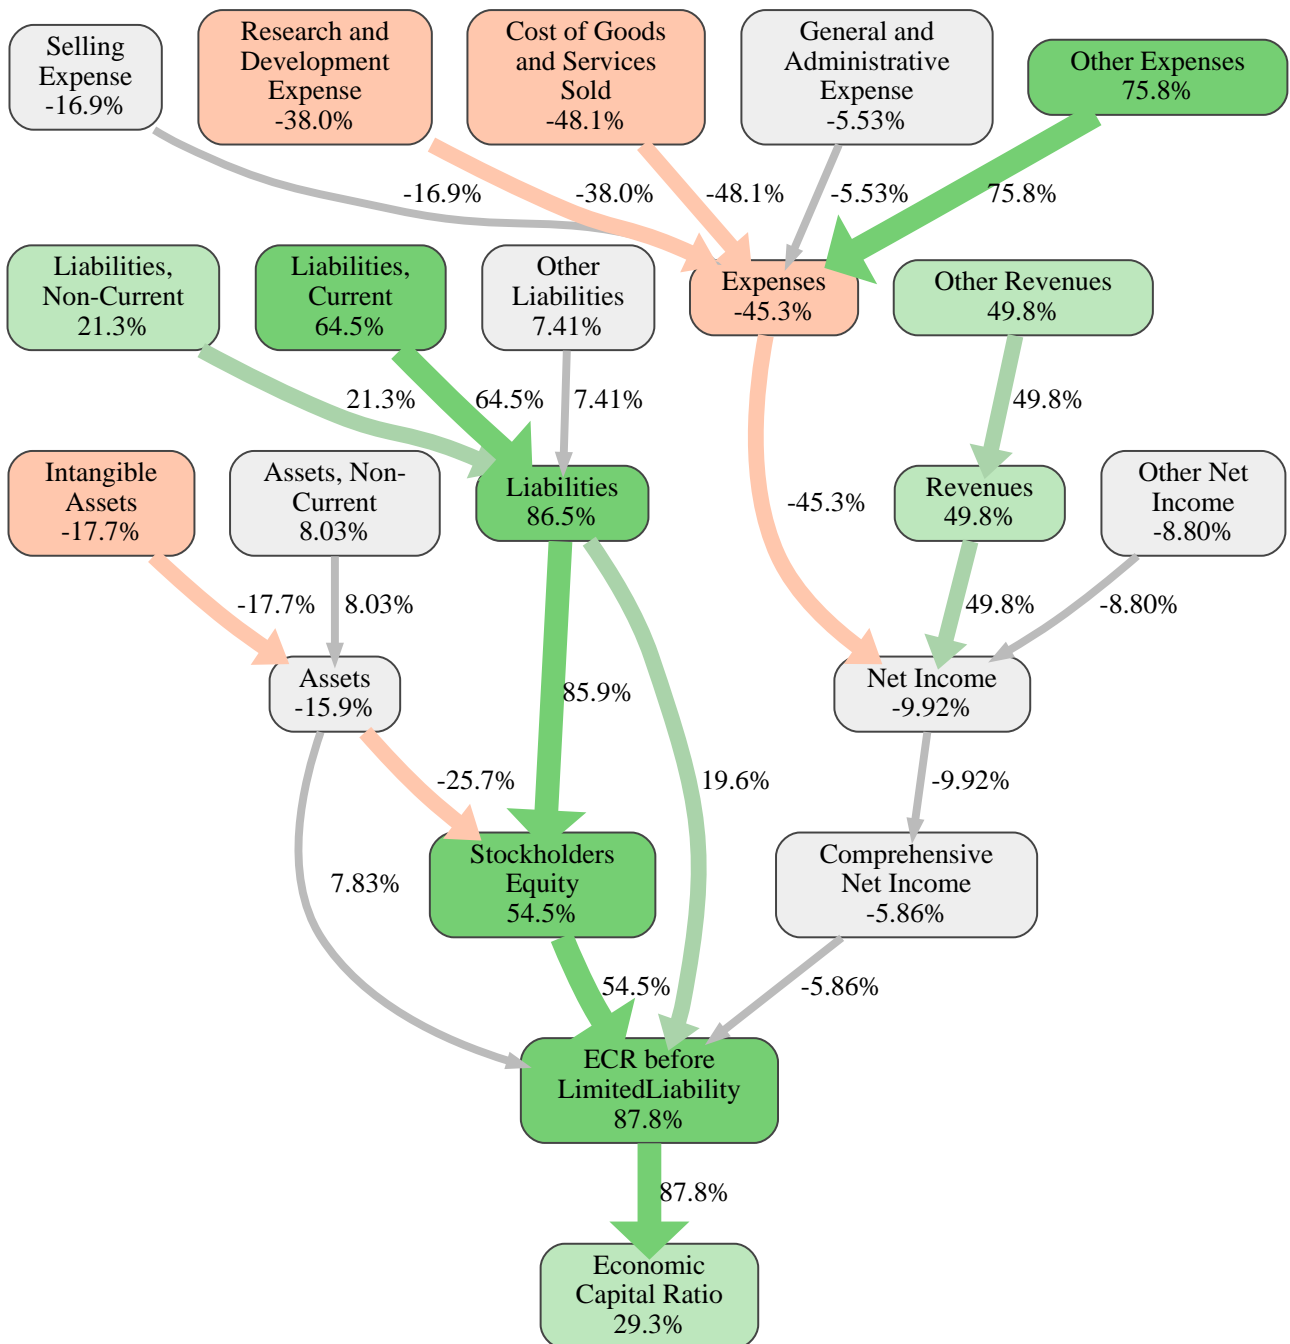 Selling
Expense
-16.9%
Research and
Development
Expense
-38.0%
Cost of Goods
and Services
Sold
-48.1%
General and
Administrative
Expense
-5.53%
Other Expenses
75.8%
-16.9%
-38.0%
-48.1%
-5.53%
75.8%
Liabilities,
Non-Current
21.3%
Liabilities,
Current
64.5%
Other
Liabilities
7.41%
Expenses
-45.3%
Other Revenues
49.8%
21.3%
64.5%
7.41%
49.8%
Intangible
Assets
-17.7%
Assets, Non-
Current
8.03%
Liabilities
86.5%
-45.3%
Revenues
49.8%
Other Net
Income
-8.80%
-17.7%
8.03%
49.8%
-8.80%
Assets
-15.9%
85.9%
Net Income
-9.92%
-25.7%
19.6%
-9.92%
7.83%
Stockholders
Equity
54.5%
Comprehensive
Net Income
-5.86%
54.5%
-5.86%
ECR before
LimitedLiability
87.8%
87.8%
Economic
Capital Ratio
29.3%